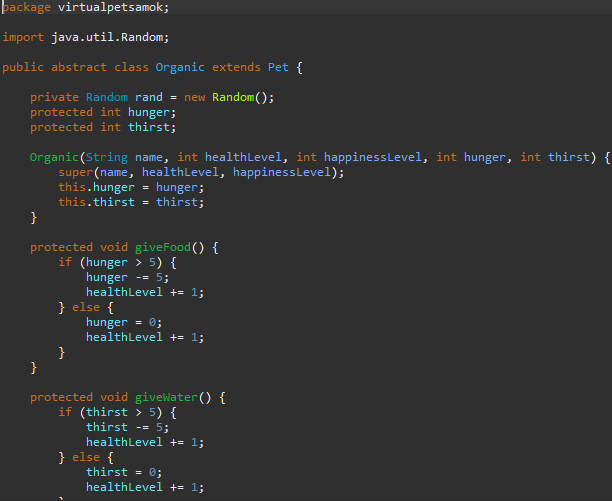 package virtualpetsamok;
import java.util.Random;
public abstract class Organic extends Pet {
private Random rand = new Random();
protected int hunger;
protected int thirst;
Organic(String name, int healthLevel, int happinessLevel, int hunger, int thirst) {
super(name, healthLevel, happinessLevel);
this.hunger = hunger;
this.thirst = thirst;
}
protected void giveFood() {
if (hunger > 5) {
hunger -= 5;
healthLevel += 1;
} else {
hunger = 0;
healthLevel += 1;
}
}
protected void giveWater() {
if (thirst > 5) {
thirst -= 5;
healthLevel += 1;
} else {
thirst = 0;
healthLevel += 1;